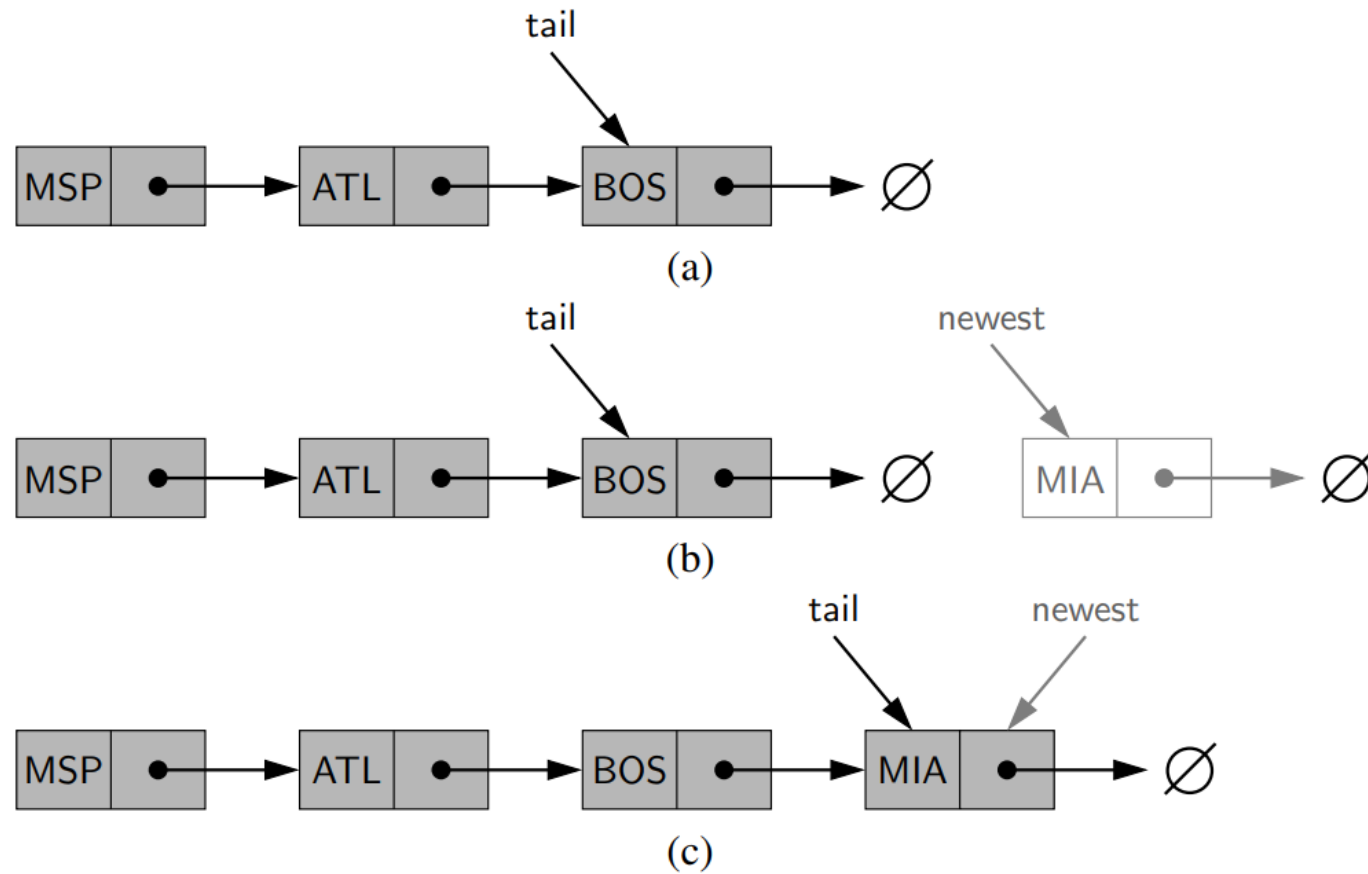 tail
MSP ATL BOS ∅
(a)
tail newest
MSP ATL BOS ∅ MIA ∅
(b)
tail newest
MSP ATL BOS MIA ∅
(c)